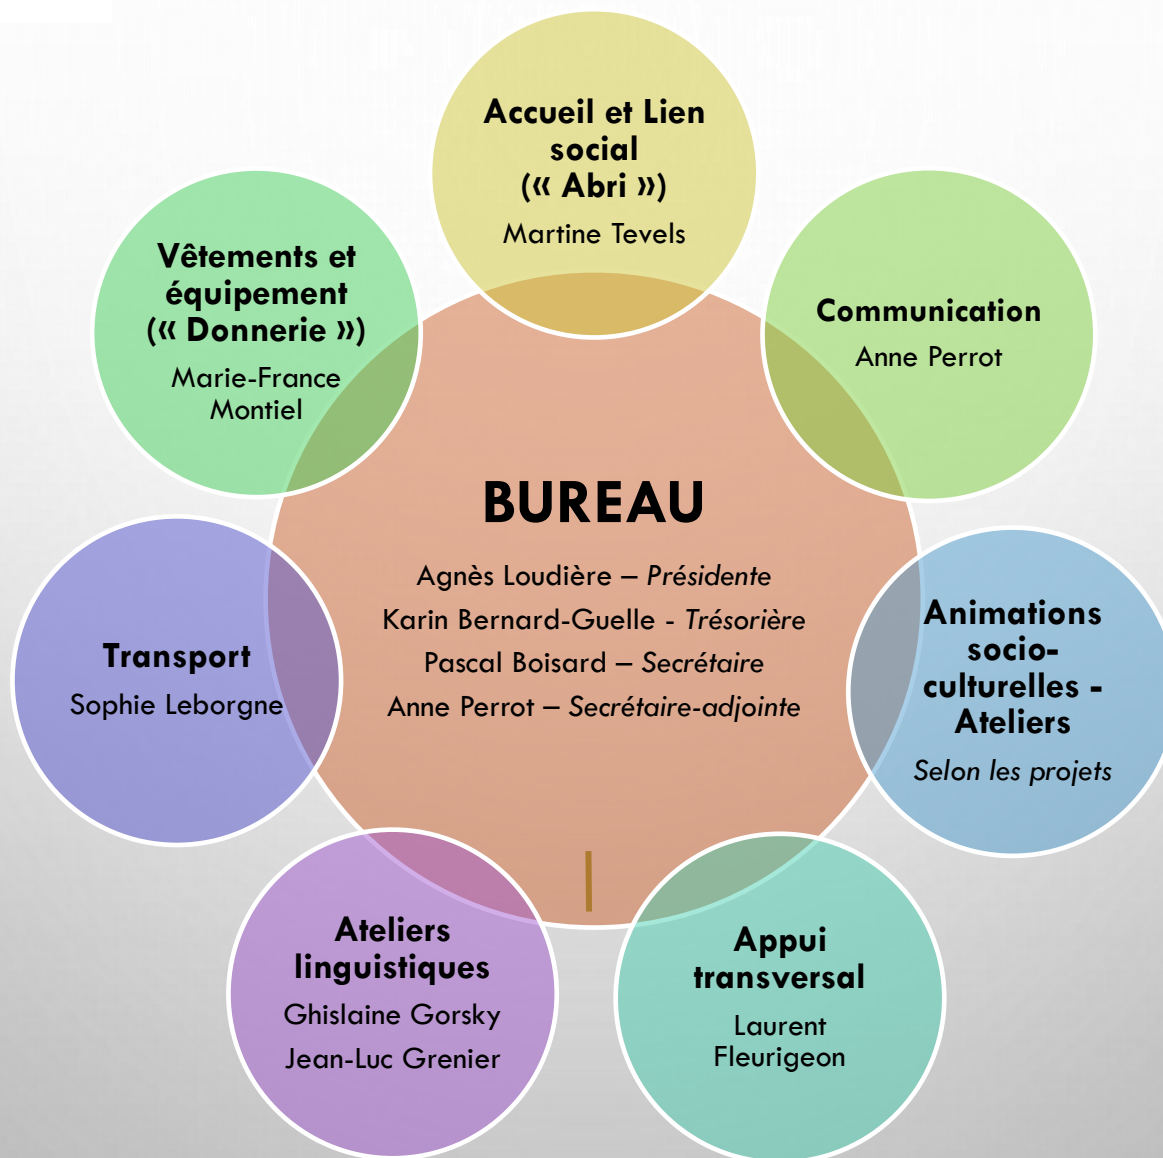 Accueil et Lien
social
(« Abri »)
Martine Tevels
Vêtements et
équipement
(« Donnerie »)
Marie-France
Montiel
Communication
Anne Perrot
BUREAU
Agnès Loudière – Présidente
Karin Bernard-Guelle - Trésorière
Pascal Boisard – Secrétaire
Anne Perrot – Secrétaire-adjointe
Transport
Sophie Leborgne
Animations
socio-
culturelles -
Ateliers
Selon les projets
Ateliers
linguistiques
Ghislaine Gorsky
Jean-Luc Grenier
Appui
transversal
Laurent
Fleurigeon